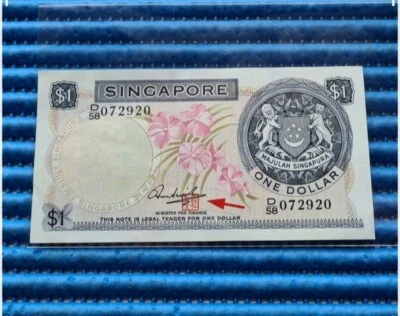 $1 SINGAPORE $1
D/58 072920
MAJULAH SINGAPURA
ONE DOLLAR
D/58 072920
$1
MINISTER FOR FINANCE
THIS NOTE IS LEGAL TENDER FOR ONE DOLLAR